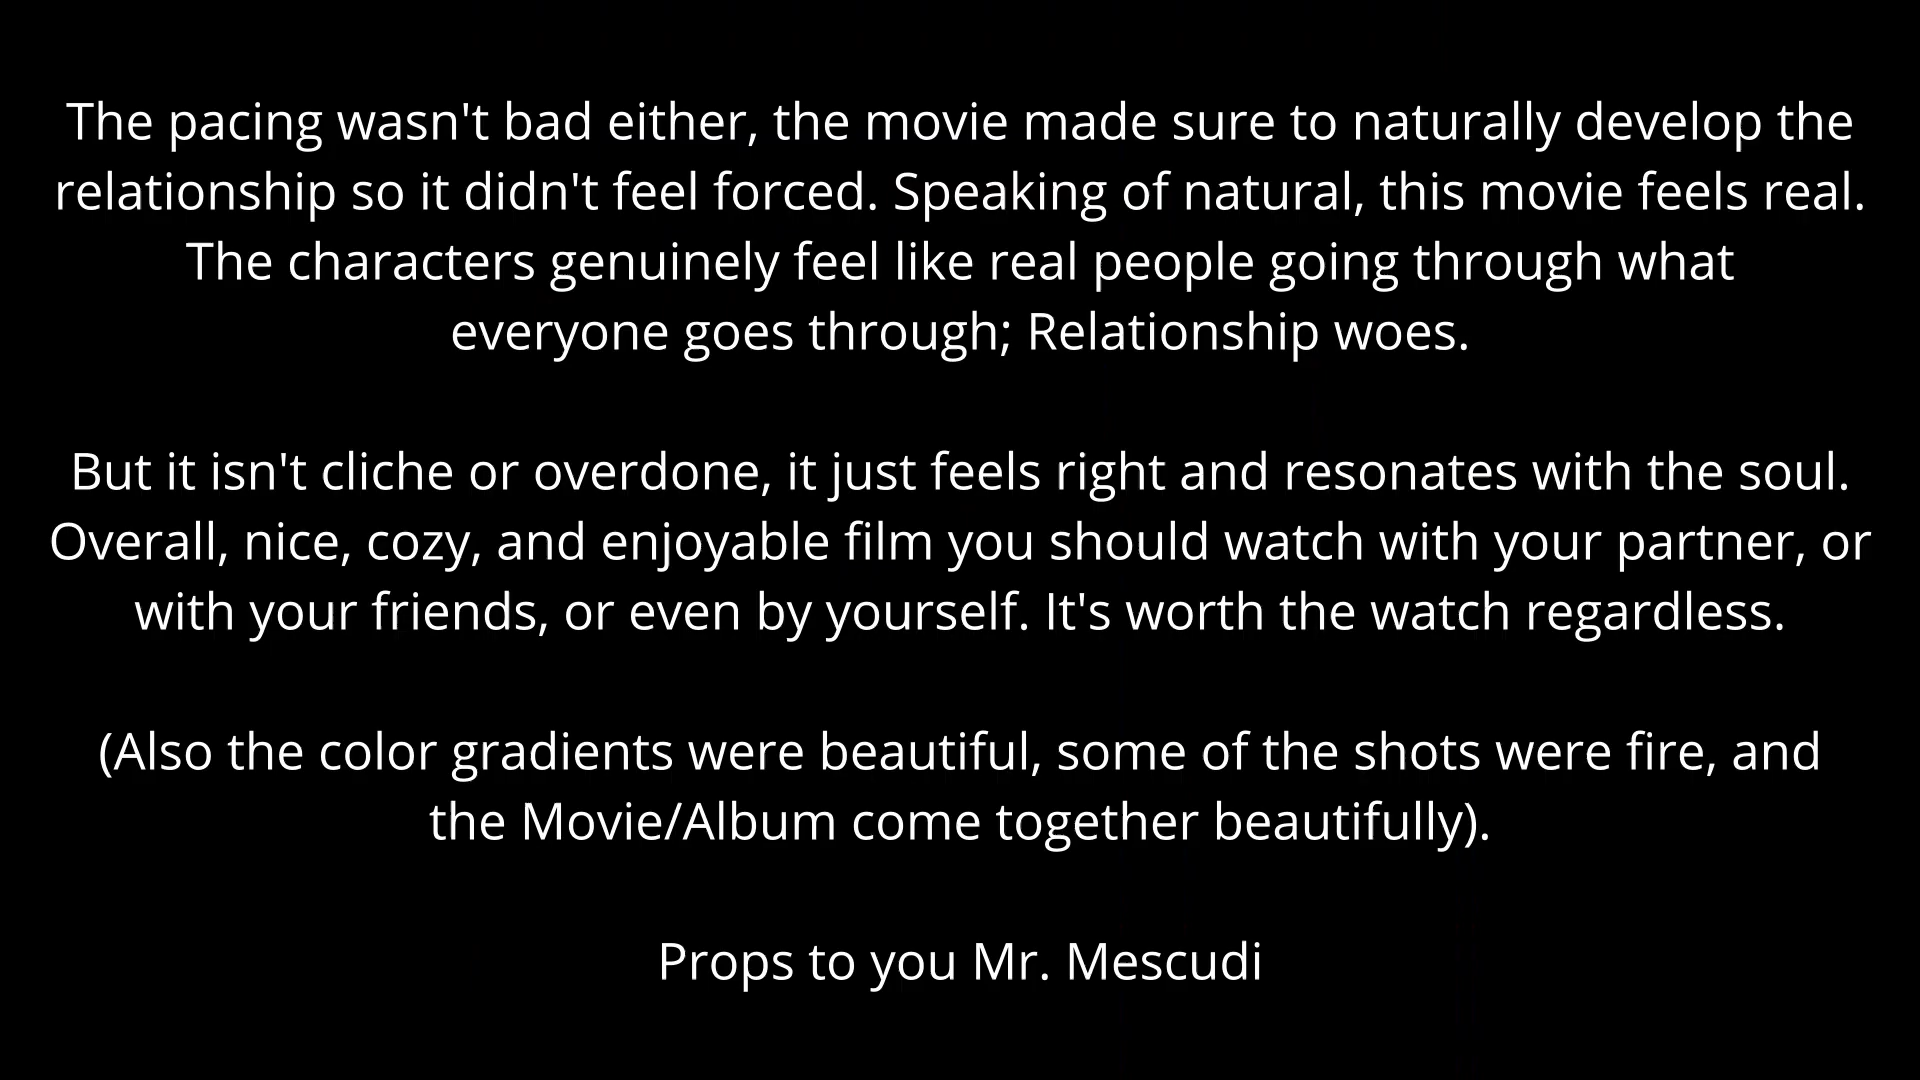 The pacing wasn't bad either, the movie made sure to naturally develop the
relationship so it didn't feel forced. Speaking of natural, this movie feels real.
The characters genuinely feel like real people going through what
everyone goes through; Relationship woes.
But it isn't cliche or overdone, it just feels right and resonates with the soul.
Overall, nice, cozy, and enjoyable film you should watch with your partner, or
with your friends, or even by yourself. It's worth the watch regardless.
(Also the color gradients were beautiful, some of the shots were fire, and
the Movie/Album come together beautifully).
Props to you Mr. Mescudi